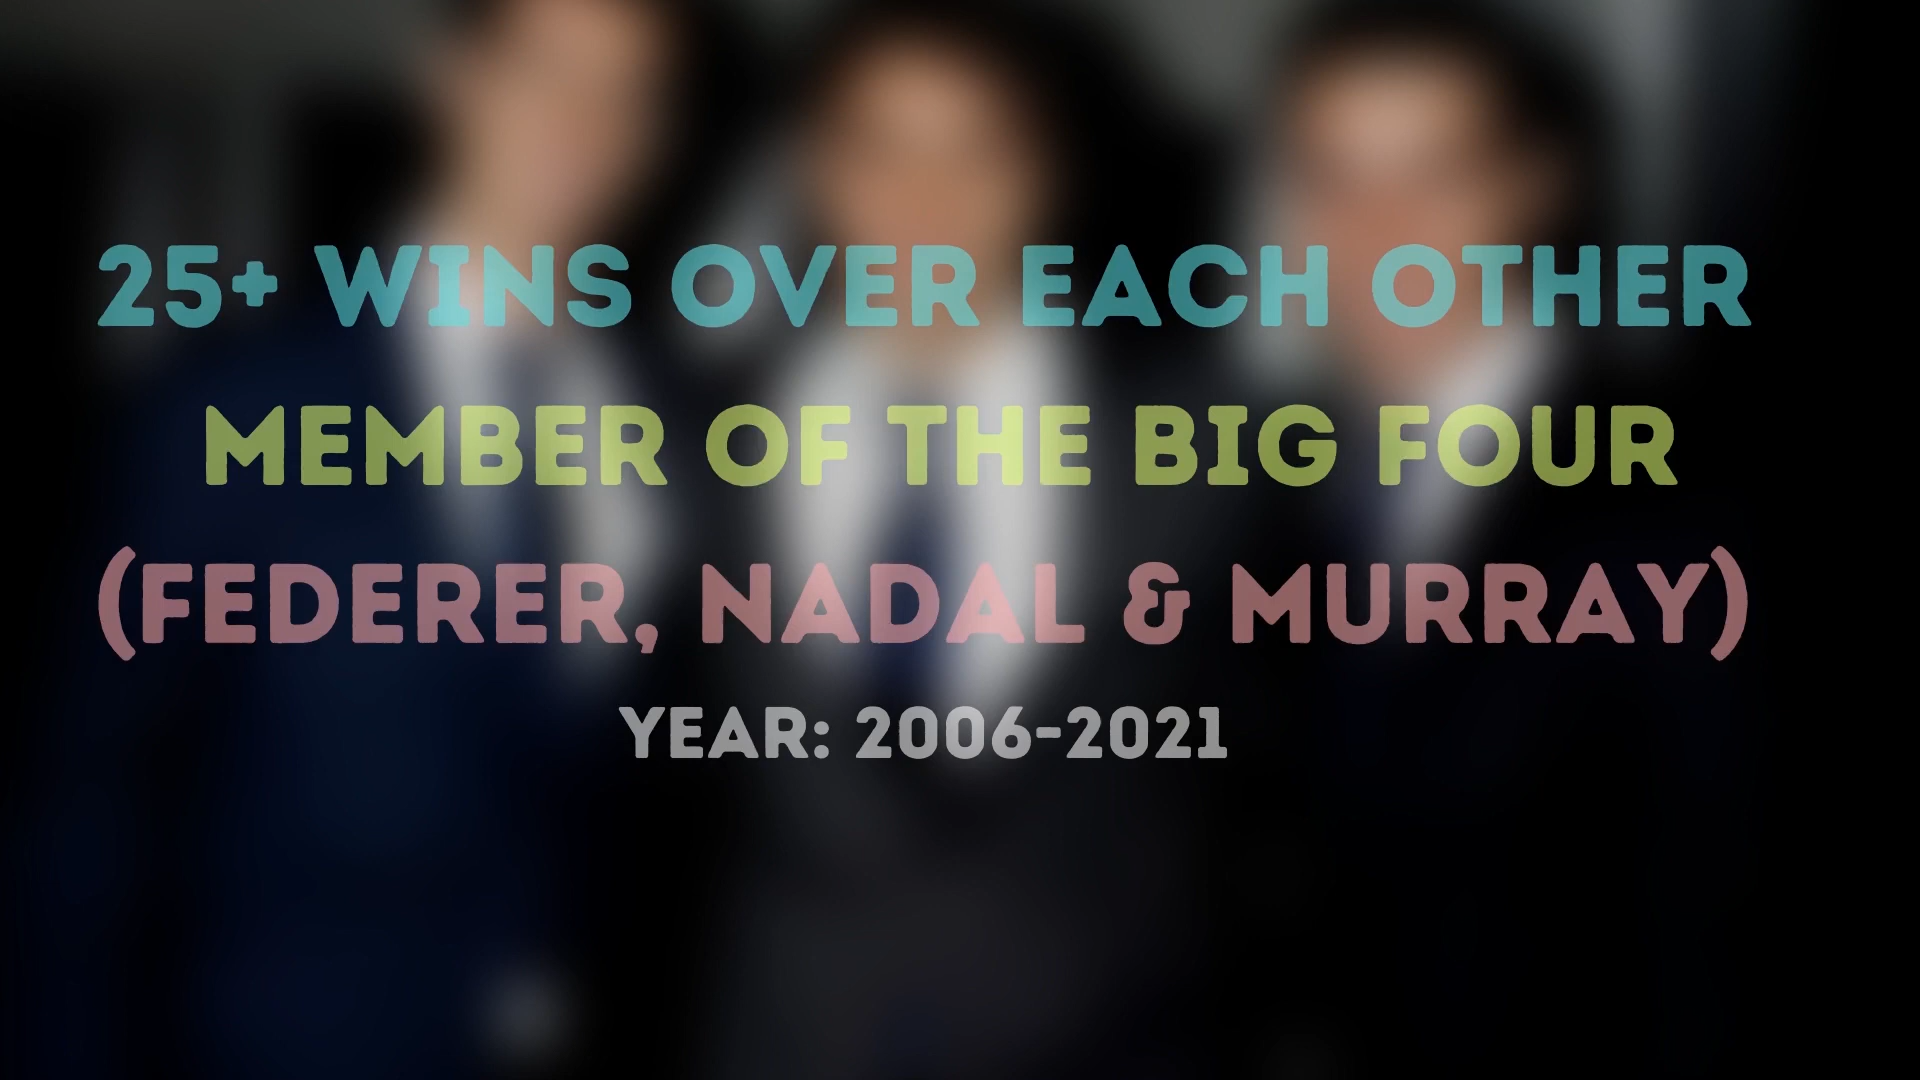 25+ WINS OVER EACH OTHER
MEMBER OF THE BIG FOUR
(FEDERER, NADAL & MURRAY)
YEAR: 2006-2021